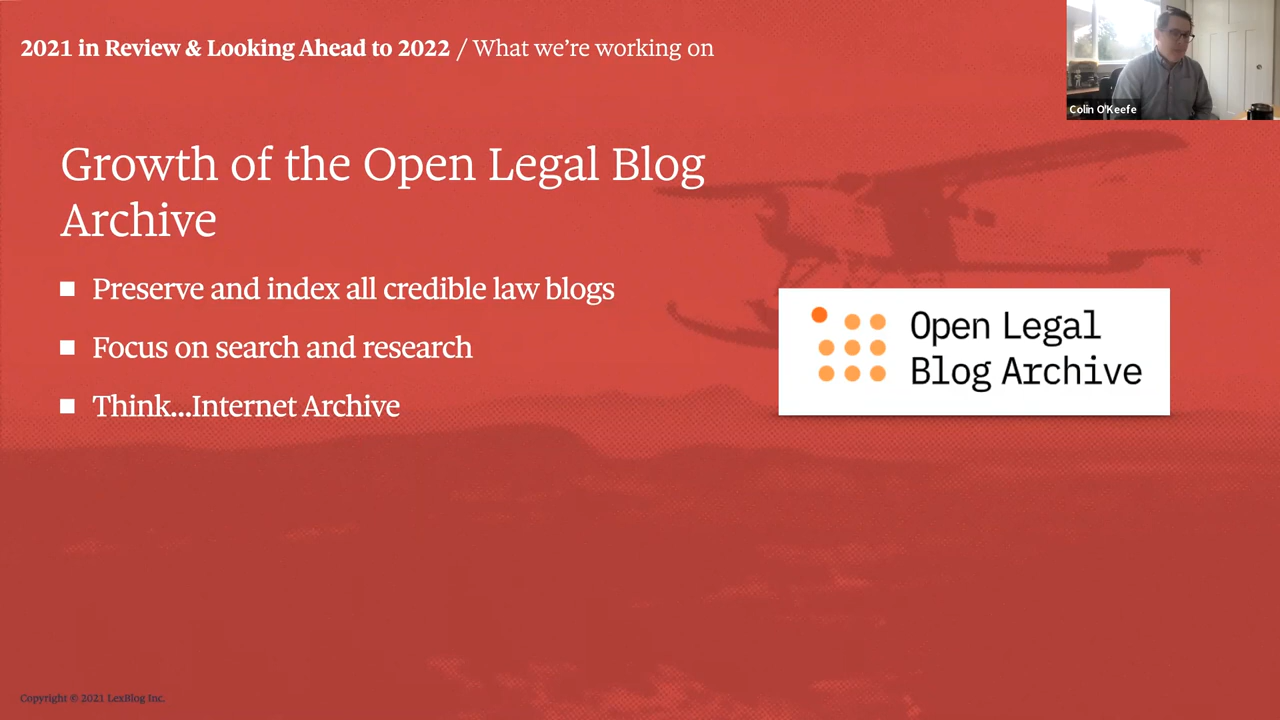 2021 in Review & Looking Ahead to 2022 / What we’re working on
Colin O'Keefe
Growth of the Open Legal Blog
Archive
Preserve and index all credible law blogs
Focus on search and research
Think...Internet Archive
Open Legal
Blog Archive
Copyright © 2021 LexBlog Inc.